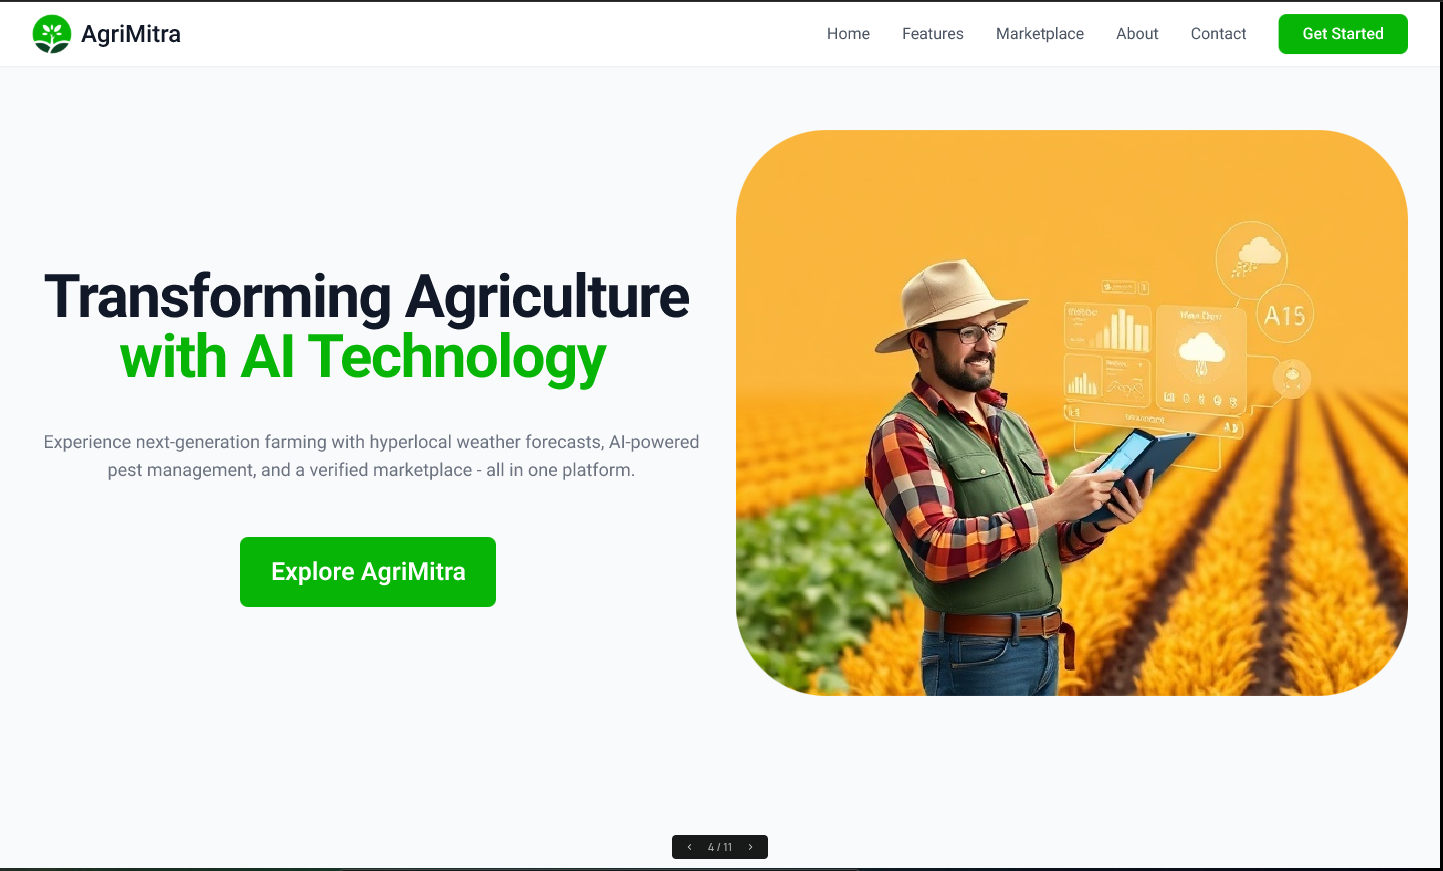 AgriMitra
Home
Features
Marketplace
About
Contact
Get Started
Transforming Agriculture
with AI Technology
Experience next-generation farming with hyperlocal weather forecasts, AI-powered
pest management, and a verified marketplace - all in one platform.
Explore AgriMitra
A15
4 / 11